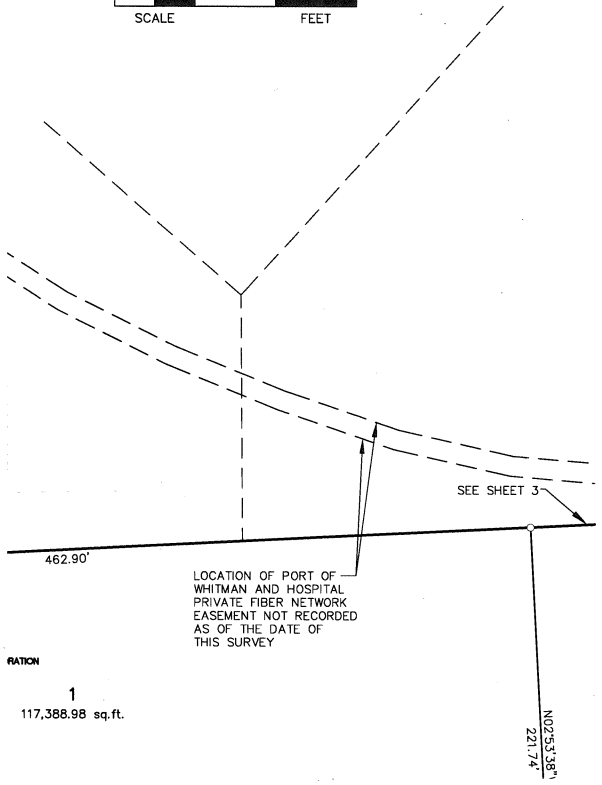 SCALE FEET
SEE SHEET 3
462.90'
LOCATION OF PORT OF
WHITMAN AND HOSPITAL
PRIVATE FIBER NETWORK
EASEMENT NOT RECORDED
AS OF THE DATE OF
THIS SURVEY
RATION
1
117,388.98 sq.ft.
N02°53'38"
221.74'